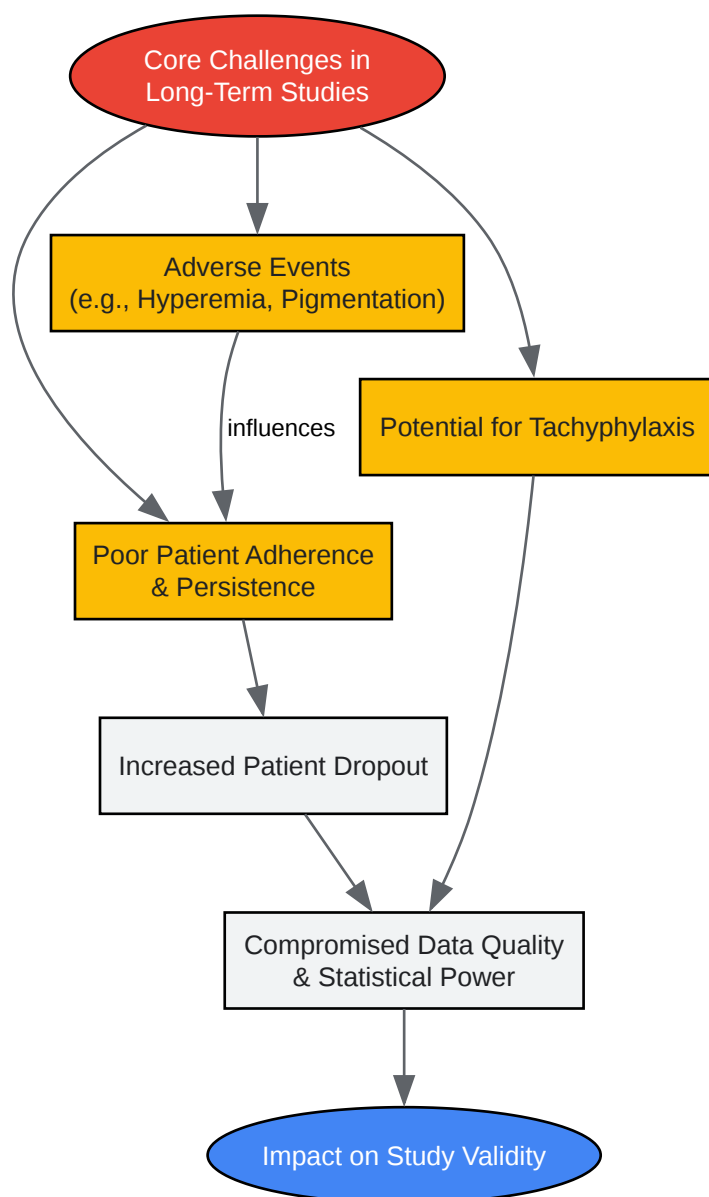 Core Challenges in
Long-Term Studies
Adverse Events
(e.g., Hyperemia, Pigmentation)
influences
Potential for Tachyphylaxis
Poor Patient Adherence
& Persistence
Increased Patient Dropout
Compromised Data Quality
& Statistical Power
Impact on Study Validity